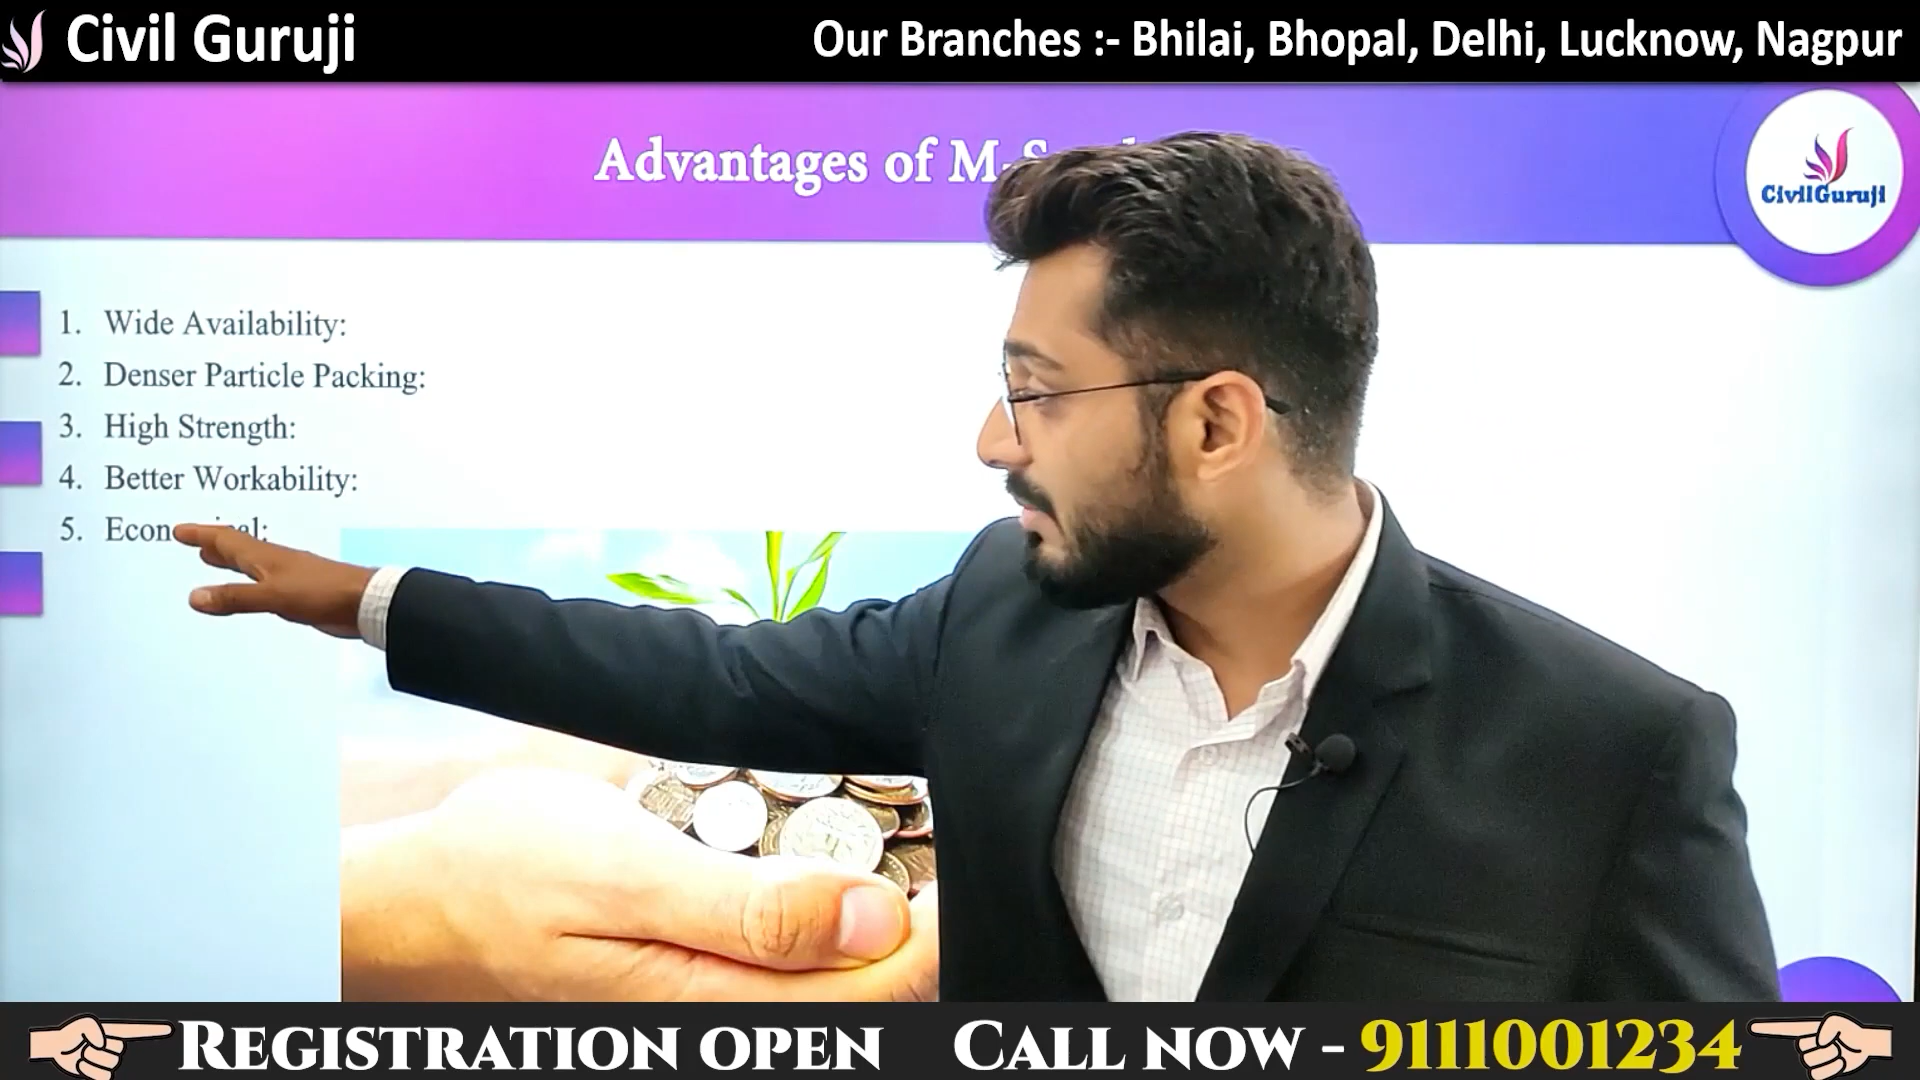 Civil Guruji
Our Branches :- Bhilai, Bhopal, Delhi, Lucknow, Nagpur
Advantages of
CivilGuruji
1. Wide Availability:
2. Denser Particle Packing:
3. High Strength:
4. Better Workability:
5.
REGISTRATION OPEN CALL NOW - 9111001234